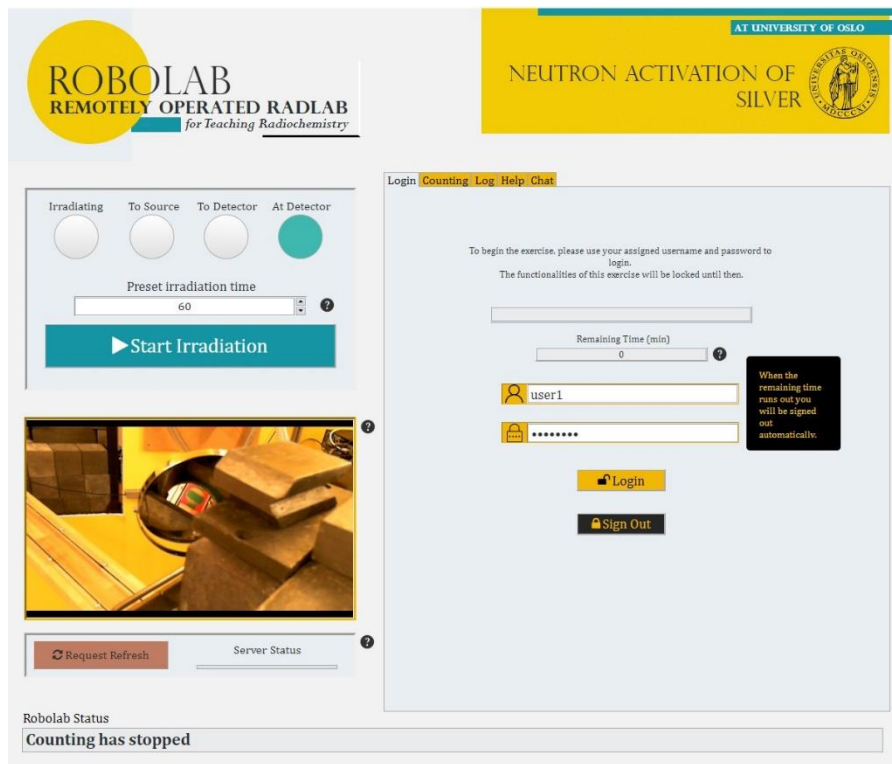 ROBOLAB
REMOTELY OPERATED RADLAB
for Teaching Radiochemistry
AT UNIVERSITY OF OSLO
NEUTRON ACTIVATION OF
SILVER
UNIVERSITAS OSLOENSIS
MDCCCXI
Irradiating To Source To Detector At Detector
Preset irradiation time
60
?
Start Irradiation
?
Request Refresh
Server Status
?
Login Counting Log Help Chat
To begin the exercise, please use your assigned username and password to
login.
The functionalities of this exercise will be locked until then.
Remaining Time (min)
0
?
When the
remaining time
runs out you
will be signed
out
automatically.
user1
••••••••
Login
Sign Out
Robolab Status
Counting has stopped